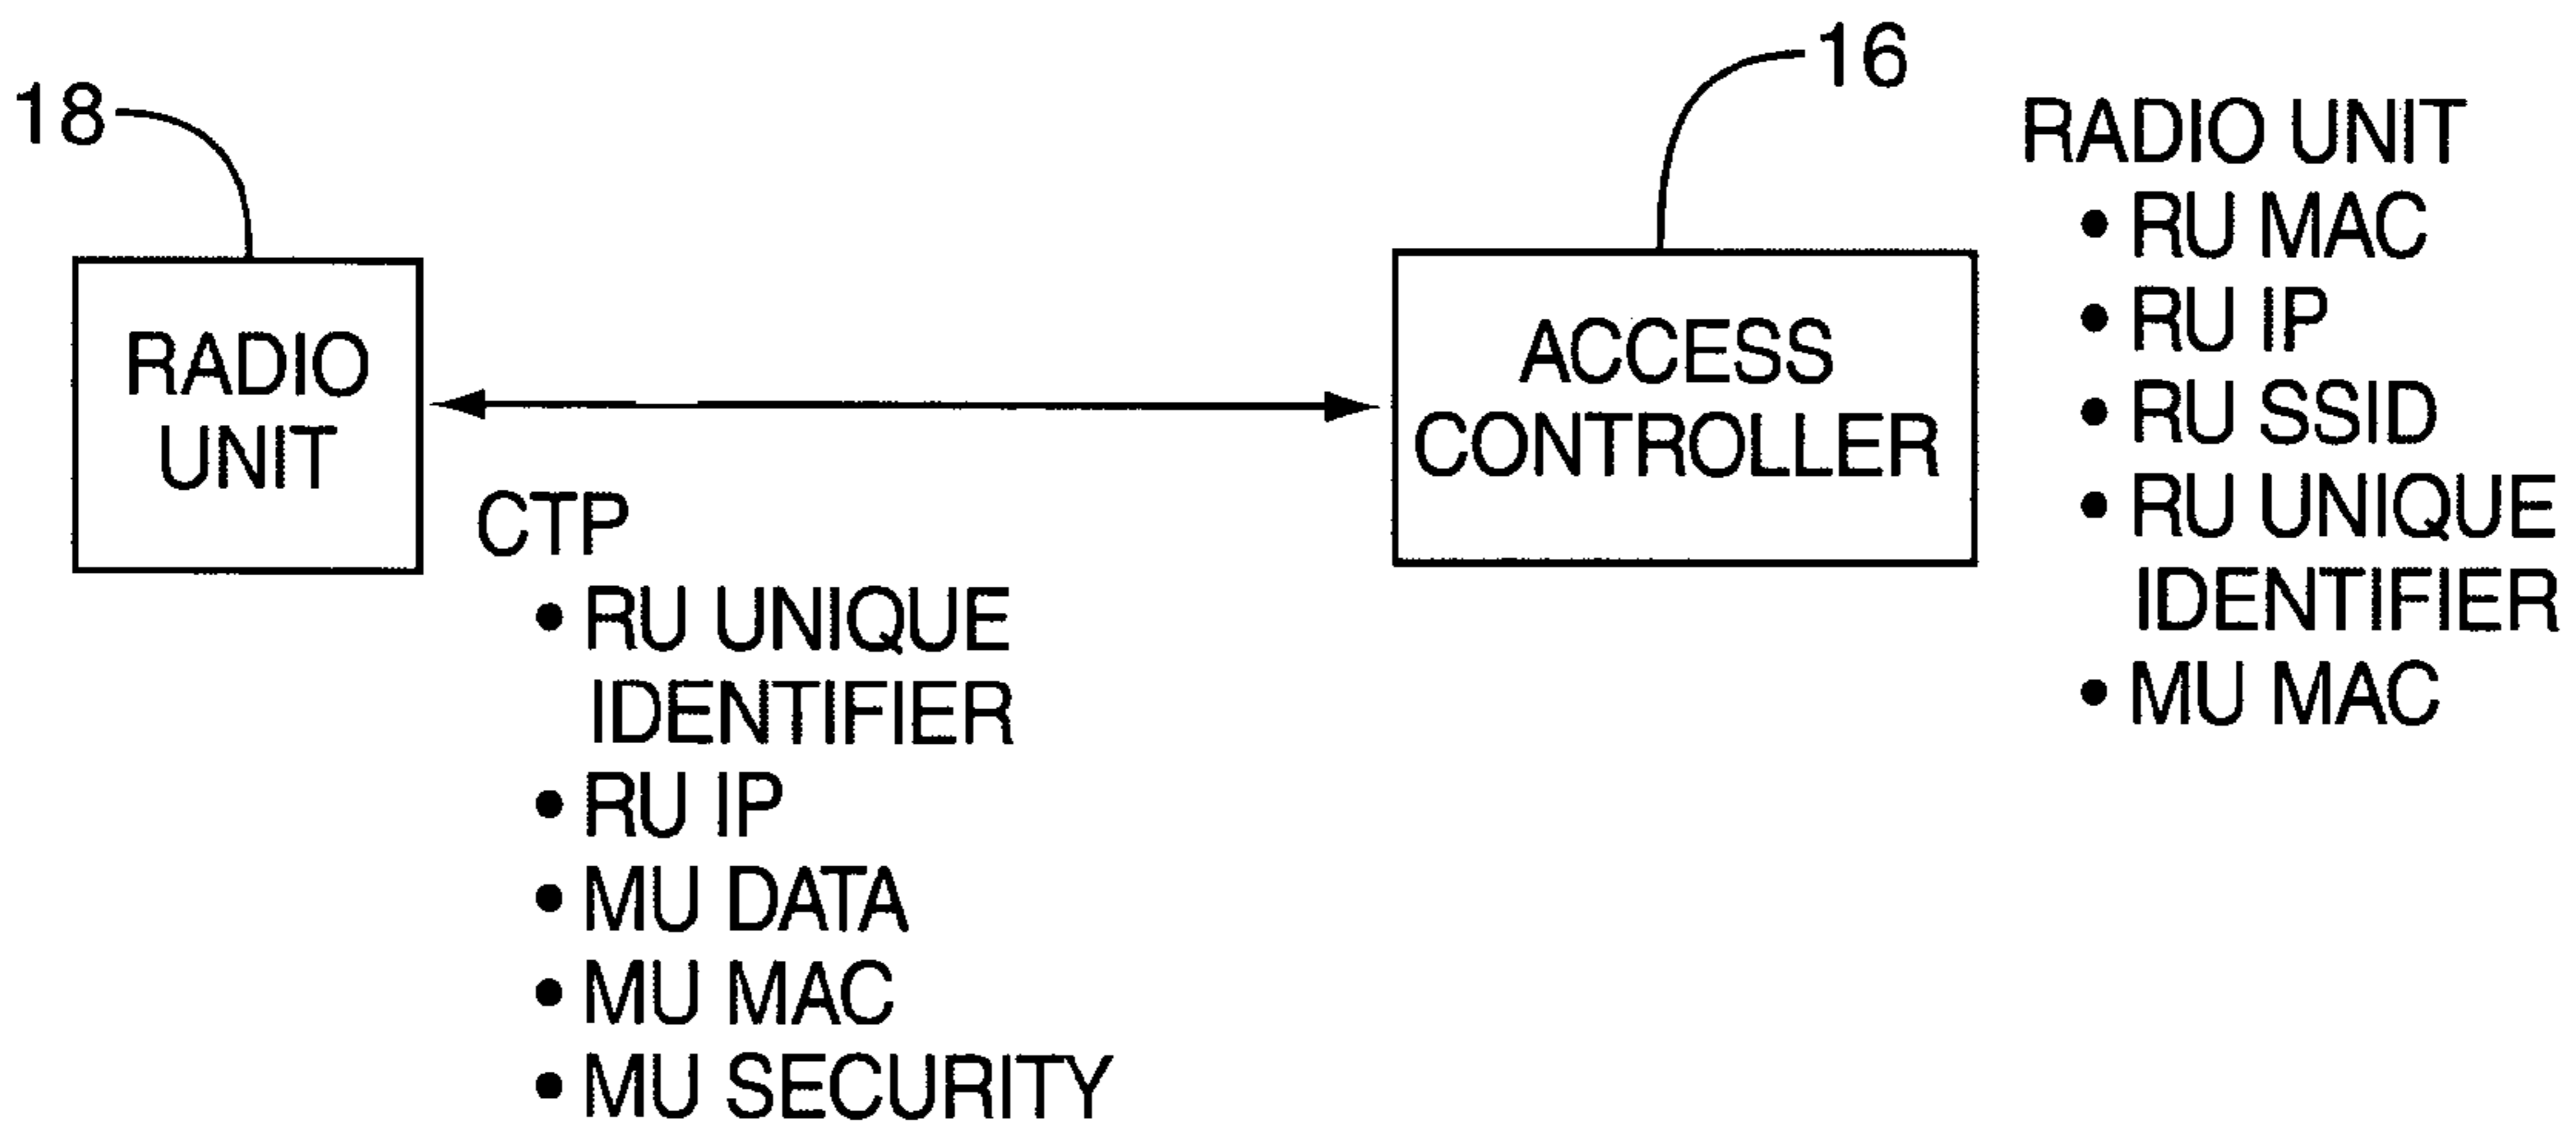 18
16
RADIO
UNIT
ACCESS
CONTROLLER
CTP
• RU UNIQUE
IDENTIFIER
• RU IP
• MU DATA
• MU MAC
• MU SECURITY
RADIO UNIT
• RU MAC
• RU IP
• RU SSID
• RU UNIQUE
IDENTIFIER
• MU MAC